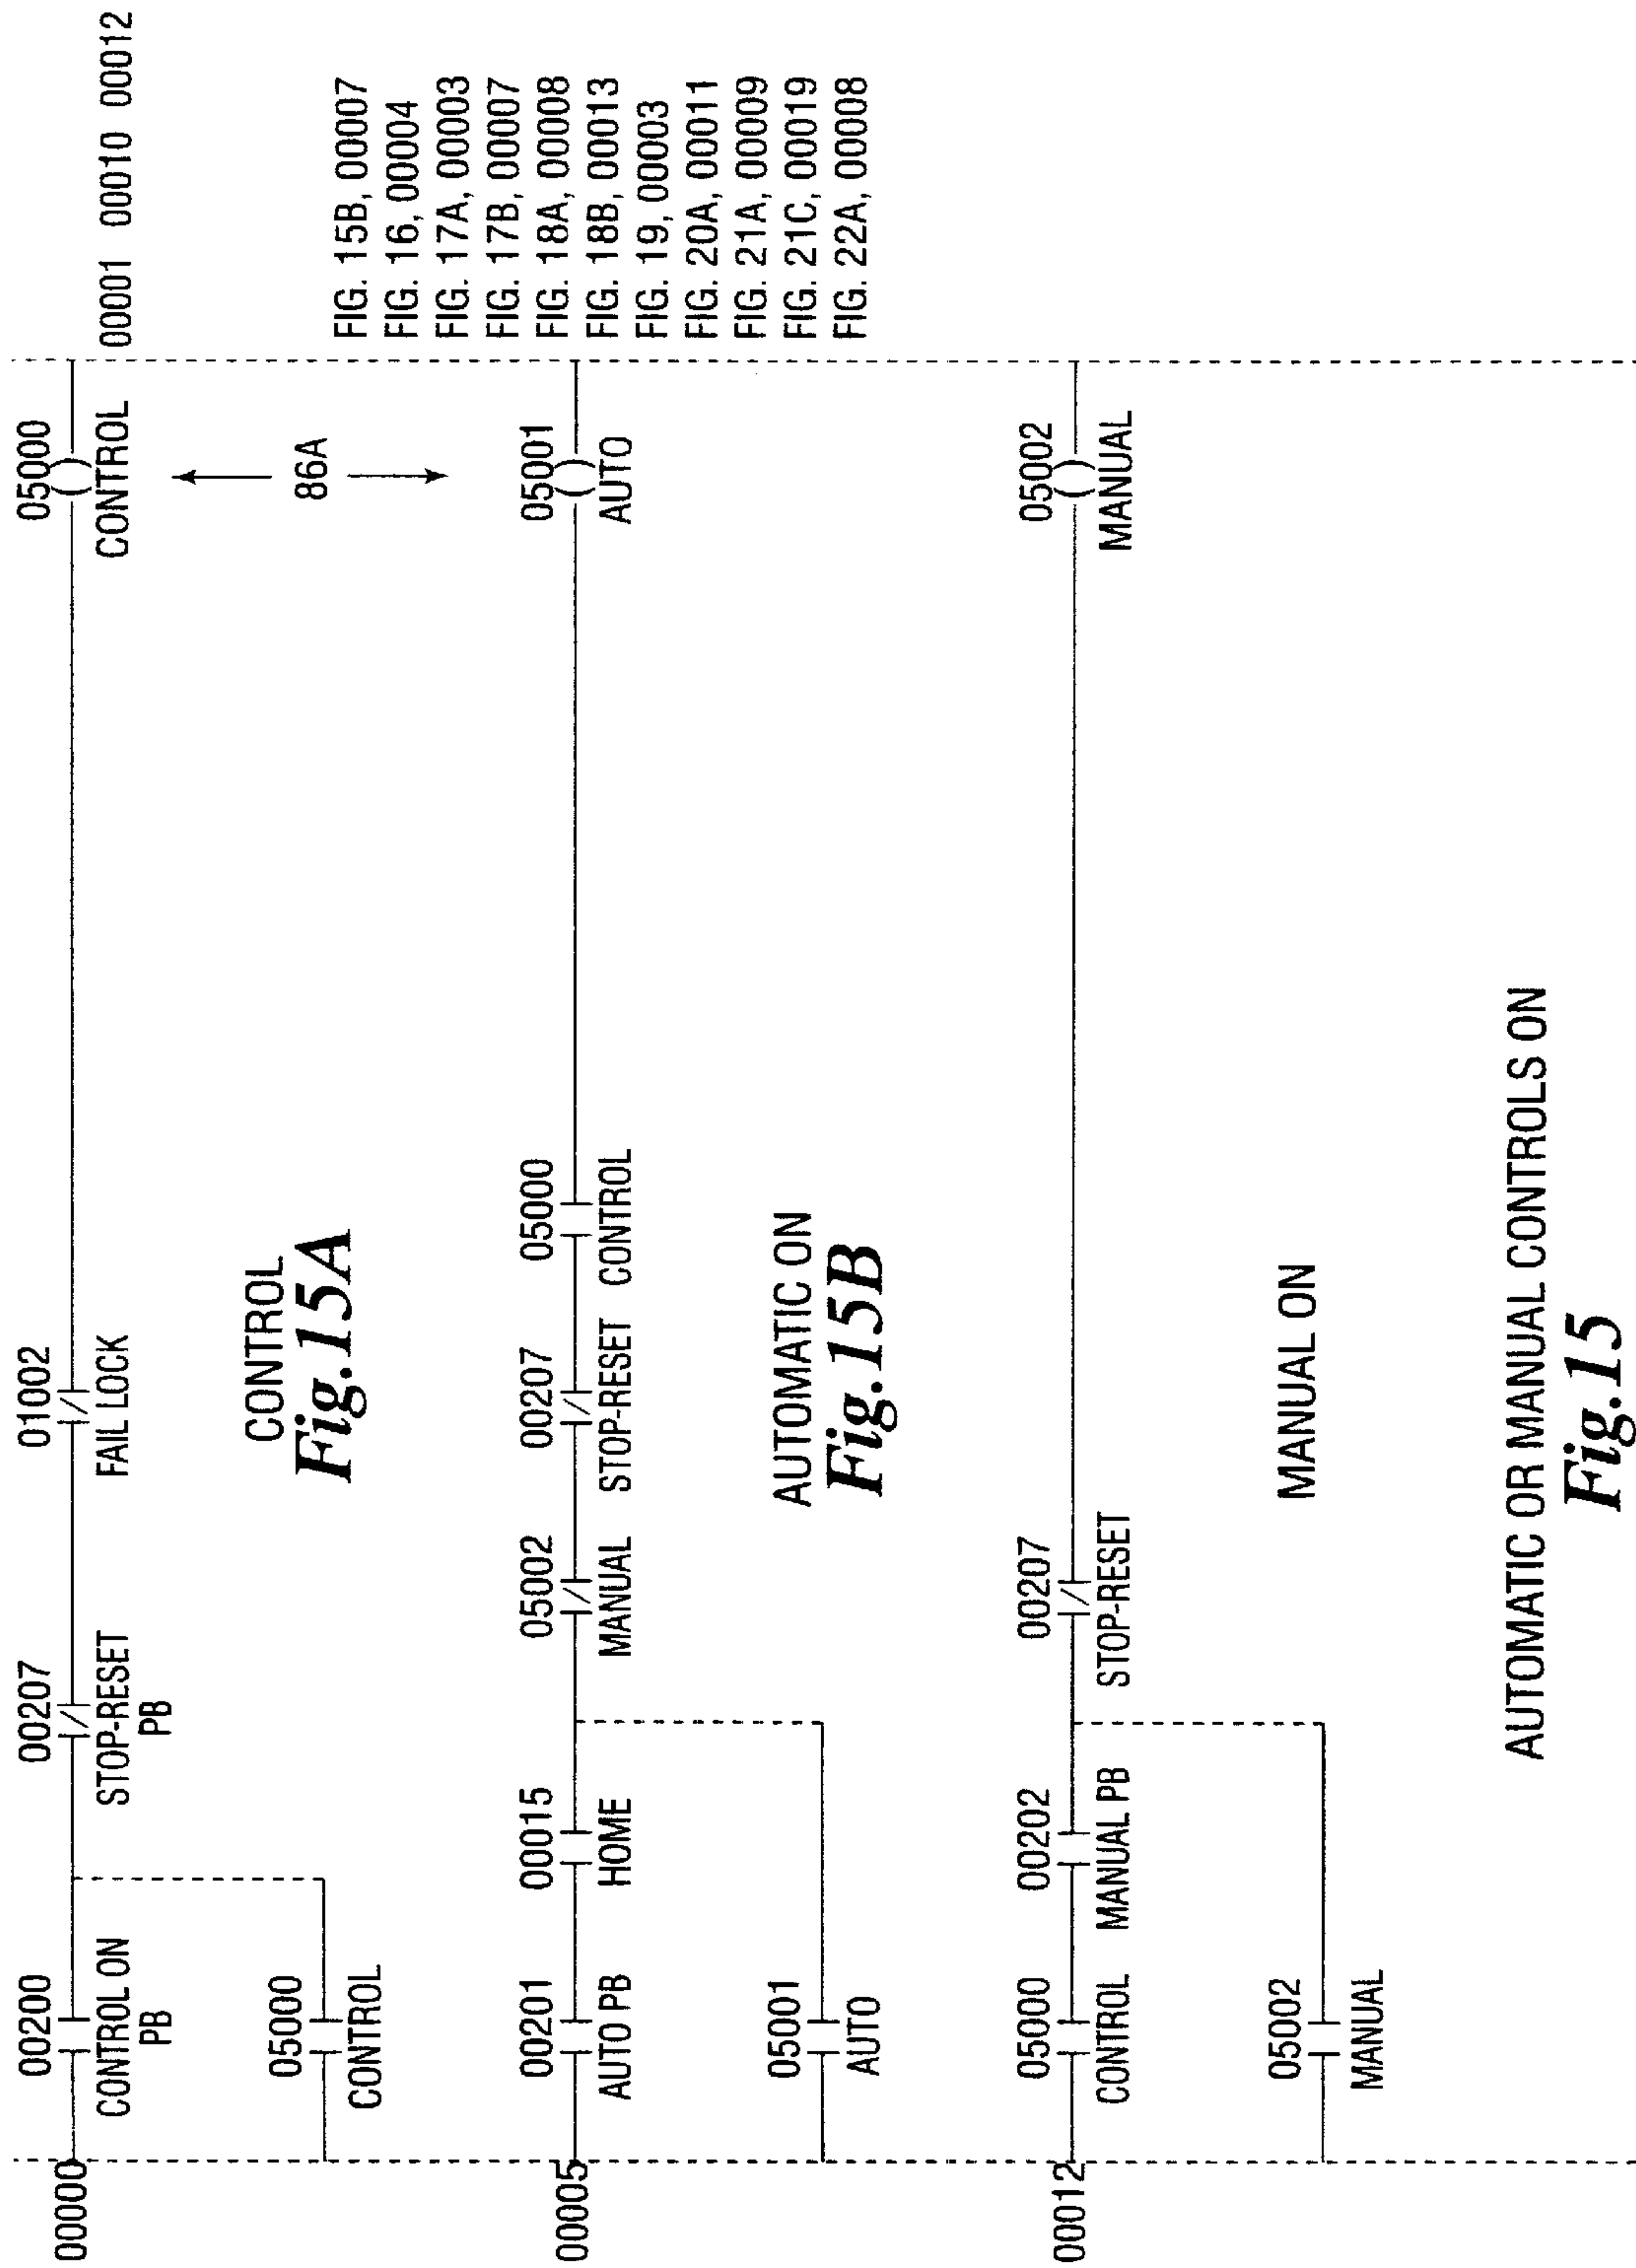 00000
00200
CONTROL ON
PB
00207
STOP-RESET
PB
01002
FAIL LOCK
05000
CONTROL
00001 00010 00012
05000
CONTROL
CONTROL
Fig.15A
86A
FIG. 15B, 00007
FIG. 16, 00004
FIG. 17A, 00003
FIG. 17B, 00007
FIG. 18A, 00008
FIG. 18B, 00013
FIG. 19, 00003
FIG. 20A, 00011
FIG. 21A, 00009
FIG. 21C, 00019
FIG. 22A, 00008
00005
00201
AUTO PB
00015
HOME
05002
MANUAL
00207
STOP-RESET
05000
CONTROL
05001
AUTO
05001
AUTO
AUTOMATIC ON
Fig.15B
00012
05000
CONTROL
00202
MANUAL PB
00207
STOP-RESET
05002
MANUAL
05002
MANUAL
MANUAL ON
AUTOMATIC OR MANUAL CONTROLS ON
Fig.15